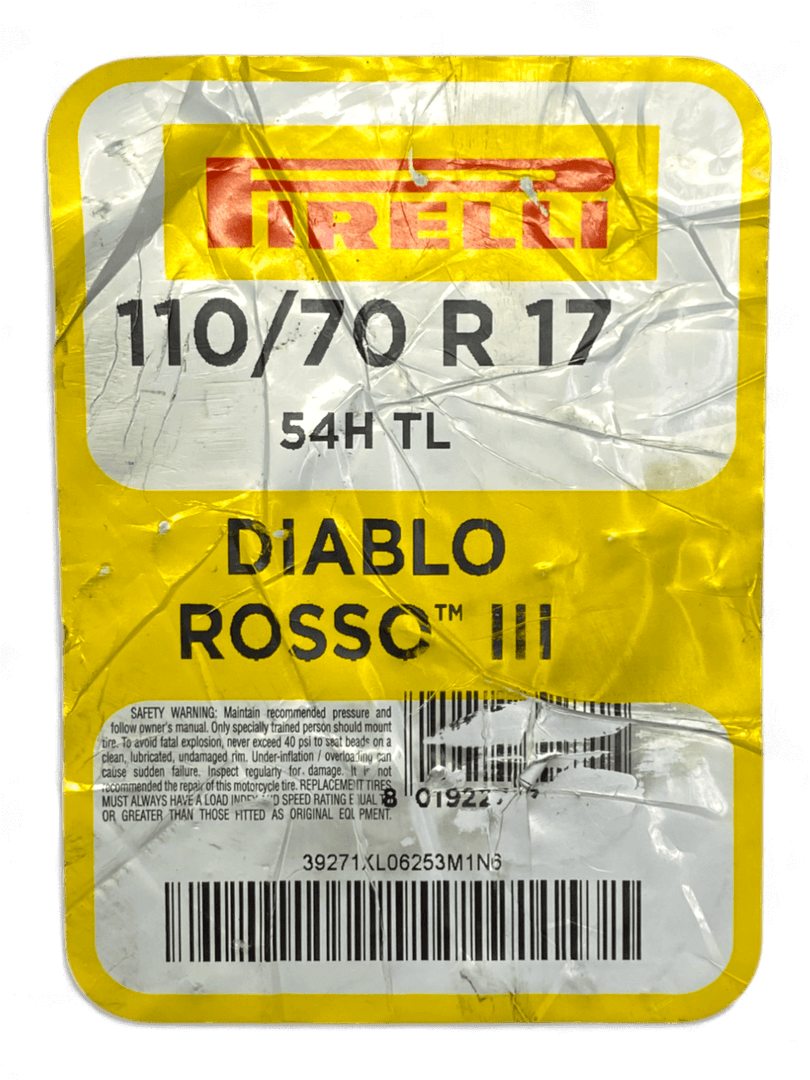 PIRELLI
110/70 R 17
54H TL
DIABLO
ROSSO™ III
SAFETY WARNING: Maintain recommended pressure and
follow owner's manual. Only specially trained person should mount
tire. To avoid fatal explosion, never exceed 40 psi to seat beads on a
clean, lubricated, undamaged rim. Under-inflation / overloading can
cause sudden failure. Inspect regularly for damage. It is not
recommended the repair of this motorcycle tire. REPLACEMENT TIRES
MUST ALWAYS HAVE A LOAD INDEX AND SPEED RATING EQUAL TO
OR GREATER THAN THOSE FITTED AS ORIGINAL EQUIPMENT.
8 019227
39271XL06253M1N6